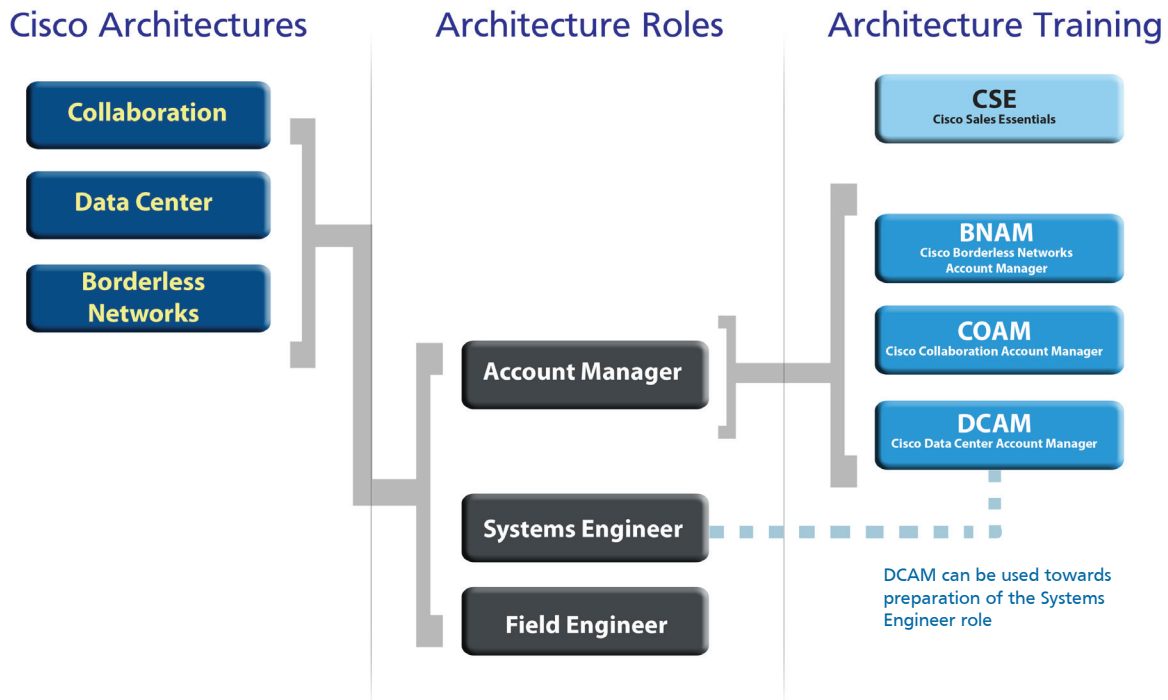 Cisco Architectures
Architecture Roles
Architecture Training
Collaboration
Data Center
Borderless
Networks
Account Manager
Systems Engineer
Field Engineer
CSE
Cisco Sales Essentials
BNAM
Cisco Borderless Networks
Account Manager
COAM
Cisco Collaboration Account Manager
DCAM
Cisco Data Center Account Manager
DCAM can be used towards
preparation of the Systems
Engineer role